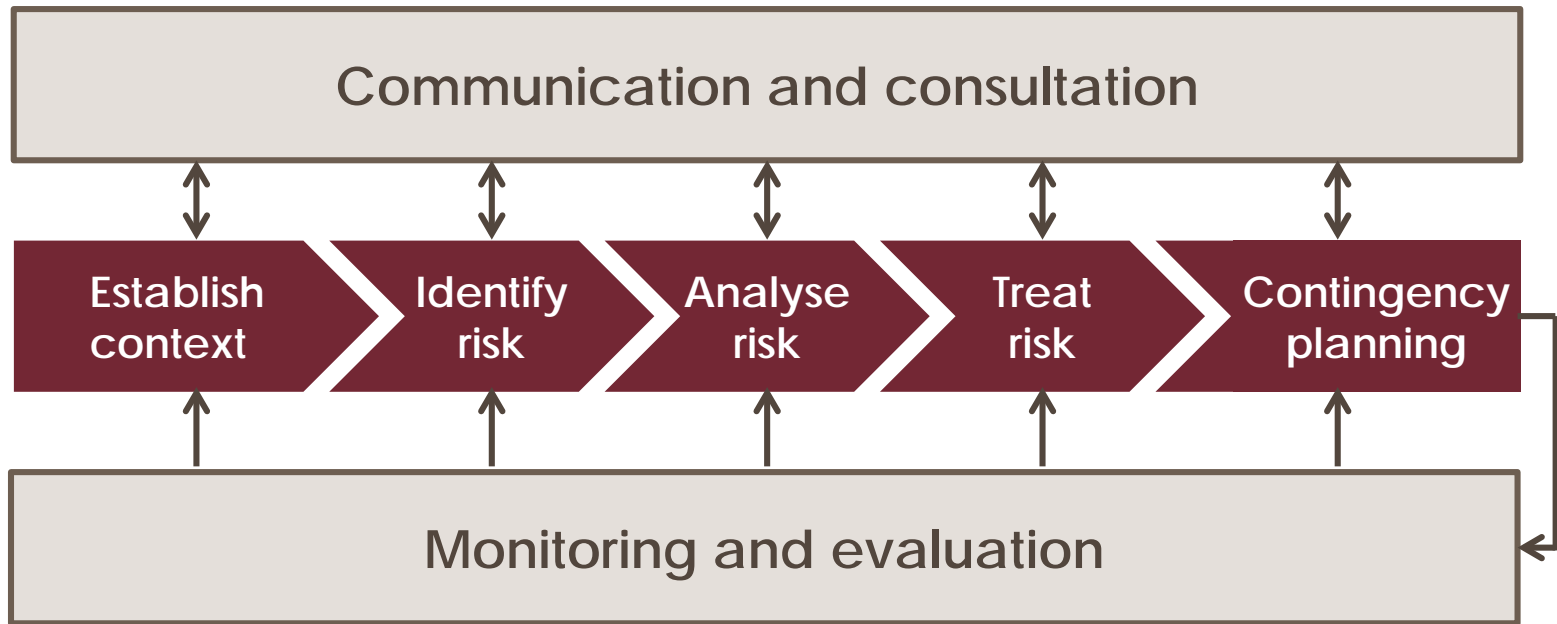 Communication and consultation
Establish
context
Identify
risk
Analyse
risk
Treat
risk
Contingency
planning
Monitoring and evaluation